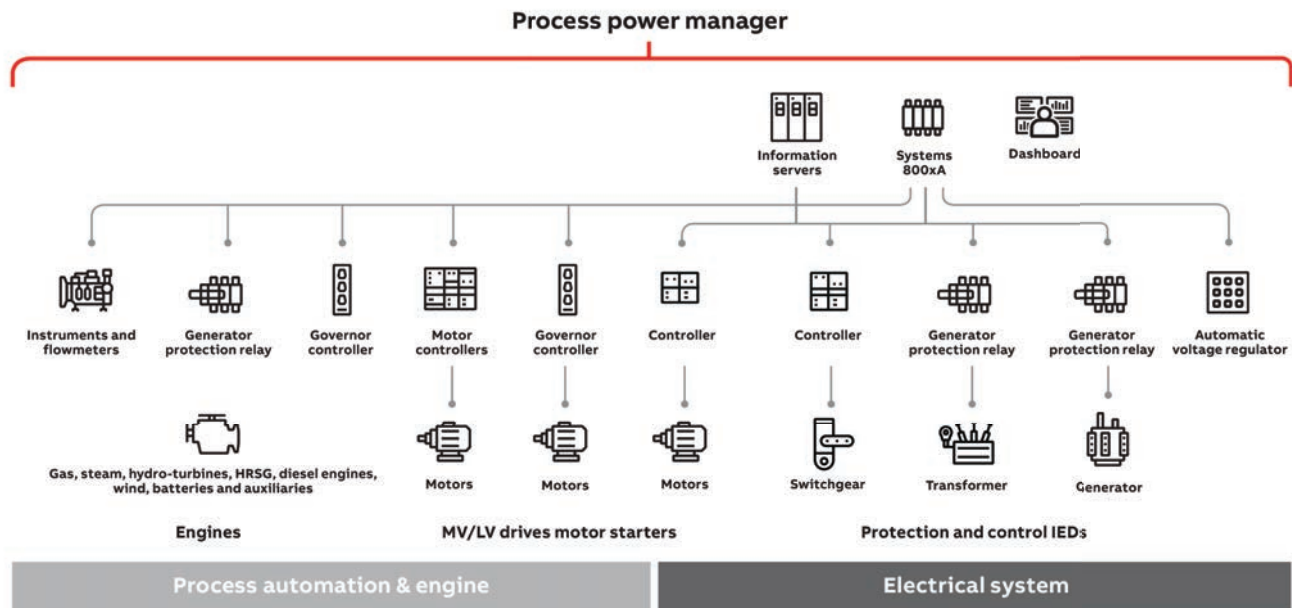 Process power manager
Information
servers
Systems
800xA
Dashboard
Instruments and
flowmeters
Generator
protection relay
Governor
controller
Motor
controllers
Governor
controller
Controller
Controller
Generator
protection relay
Generator
protection relay
Automatic
voltage regulator
Gas, steam, hydro-turbines, HRSG, diesel engines,
wind, batteries and auxiliaries
Motors
Motors
Motors
Switchgear
Transformer
Generator
Engines
MV/LV drives motor starters
Protection and control IEDs
Process automation & engine
Electrical system